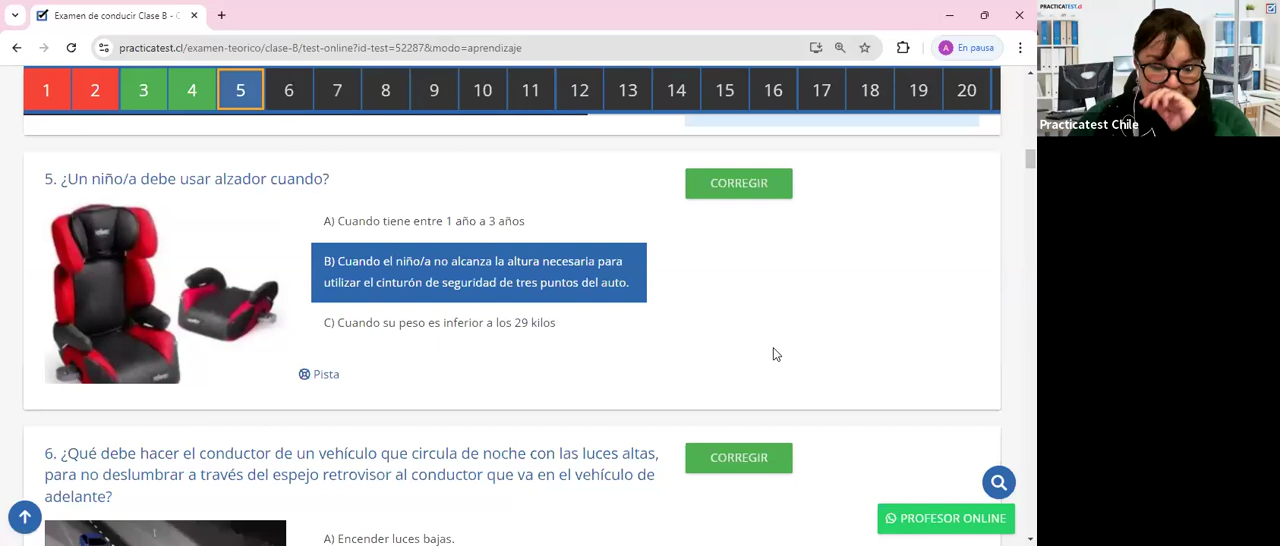 Examen de conducir Clase B - C
practicatest.cl/examen-teorico/clase-B/test-online?id-test=52287&modo=aprendizaje
A
En pausa
1 2 3 4 5 6 7 8 9 10 11 12 13 14 15 16 17 18 19 20
5. ¿Un niño/a debe usar alzador cuando?
CORREGIR
A) Cuando tiene entre 1 año a 3 años
B) Cuando el niño/a no alcanza la altura necesaria para
utilizar el cinturón de seguridad de tres puntos del auto.
C) Cuando su peso es inferior a los 29 kilos
Pista
6. ¿Qué debe hacer el conductor de un vehículo que circula de noche con las luces altas,
para no deslumbrar a través del espejo retrovisor al conductor que va en el vehículo de
adelante?
CORREGIR
A) Encender luces bajas.
PROFESOR ONLINE
PRACTICATEST.cl
Practicatest Chile